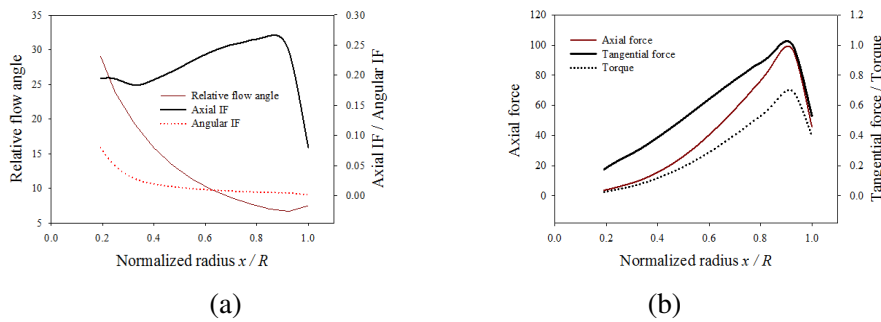 35
30
25
20
15
10
5
Relative flow angle
0.30
0.25
0.20
0.15
0.10
0.05
0.00
Axial IF / Angular IF
Relative flow angle
Axial IF
Angular IF
0.0 0.2 0.4 0.6 0.8 1.0
Normalized radius x / R
(a)
120
100
80
60
40
20
0
Axial force
1.2
1.0
0.8
0.6
0.4
0.2
0.0
Tangential force / Torque
Axial force
Tangential force
Torque
0.0 0.2 0.4 0.6 0.8 1.0
Normalized radius x / R
(b)